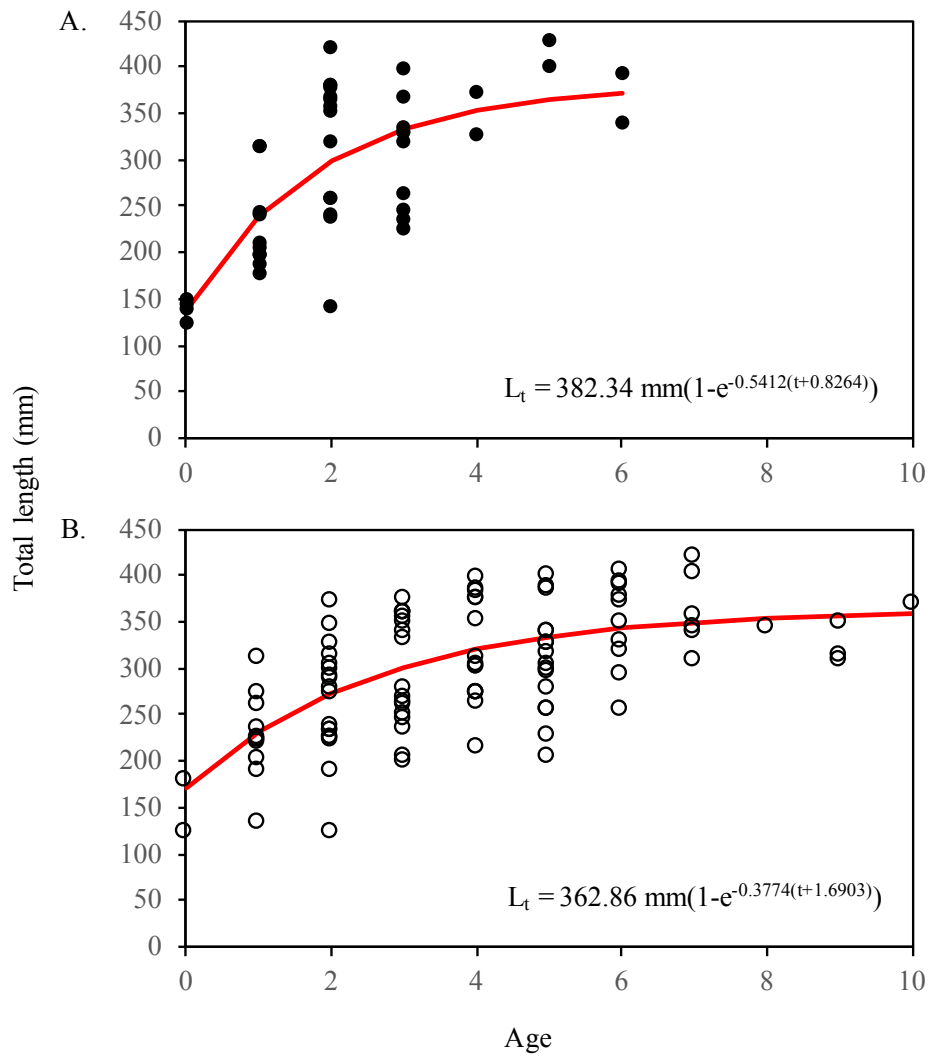 A.
450
400
350
300
250
200
150
100
50
0
0 2 4 6 8 10
L_t = 382.34 mm(1-e^{-0.5412(t+0.8264)})
Total length (mm)
B.
450
400
350
300
250
200
150
100
50
0
0 2 4 6 8 10
L_t = 362.86 mm(1-e^{-0.3774(t+1.6903)})
Age